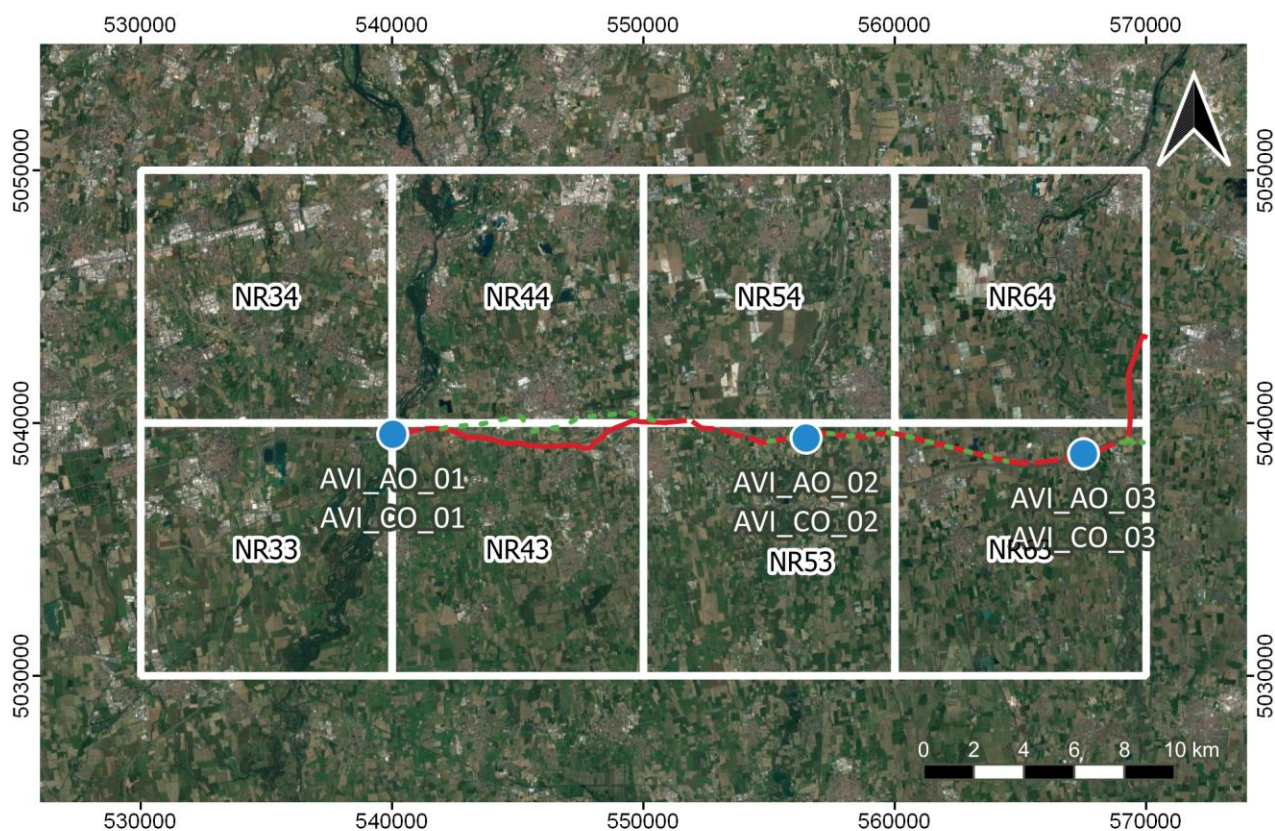 530000 540000 550000 560000 570000
5050000 5050000
NR34 NR44 NR54 NR64
5040000 5040000
AVI_AO_01 AVI_AO_02 AVI_AO_03
AVI_CO_01 AVI_CO_02 AVI_CO_03
NR33 NR43 NR53 NR63
5030000 5030000
0 2 4 6 8 10 km
530000 540000 550000 560000 570000